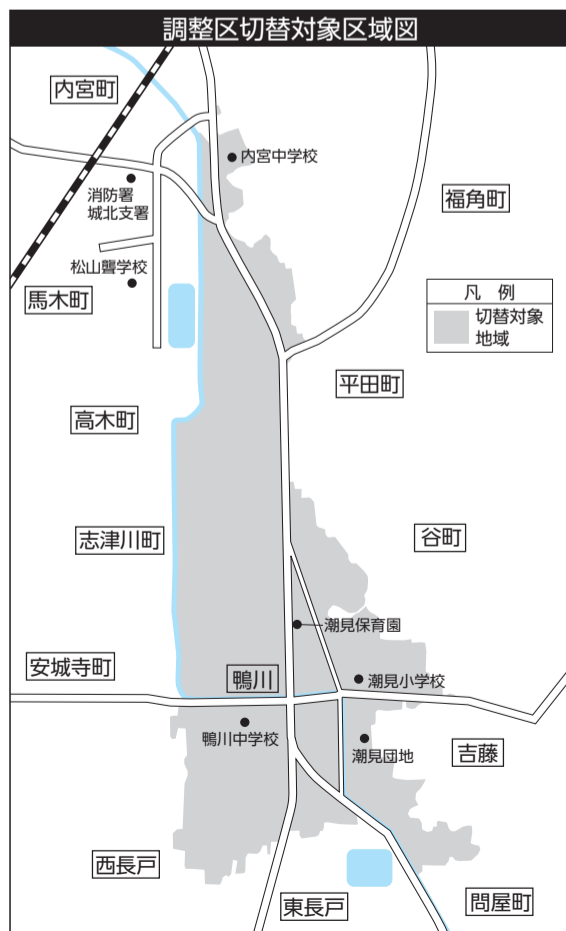 調整区切替対象区域図
内宮町
内宮中学校
消防署
城北支署
福角町
松山聾学校
馬木町
凡 例
切替対象
地域
平田町
高木町
志津川町
谷町
潮見保育園
安城寺町
鴨川
潮見小学校
鴨川中学校
潮見団地
吉藤
西長戸
東長戸
問屋町